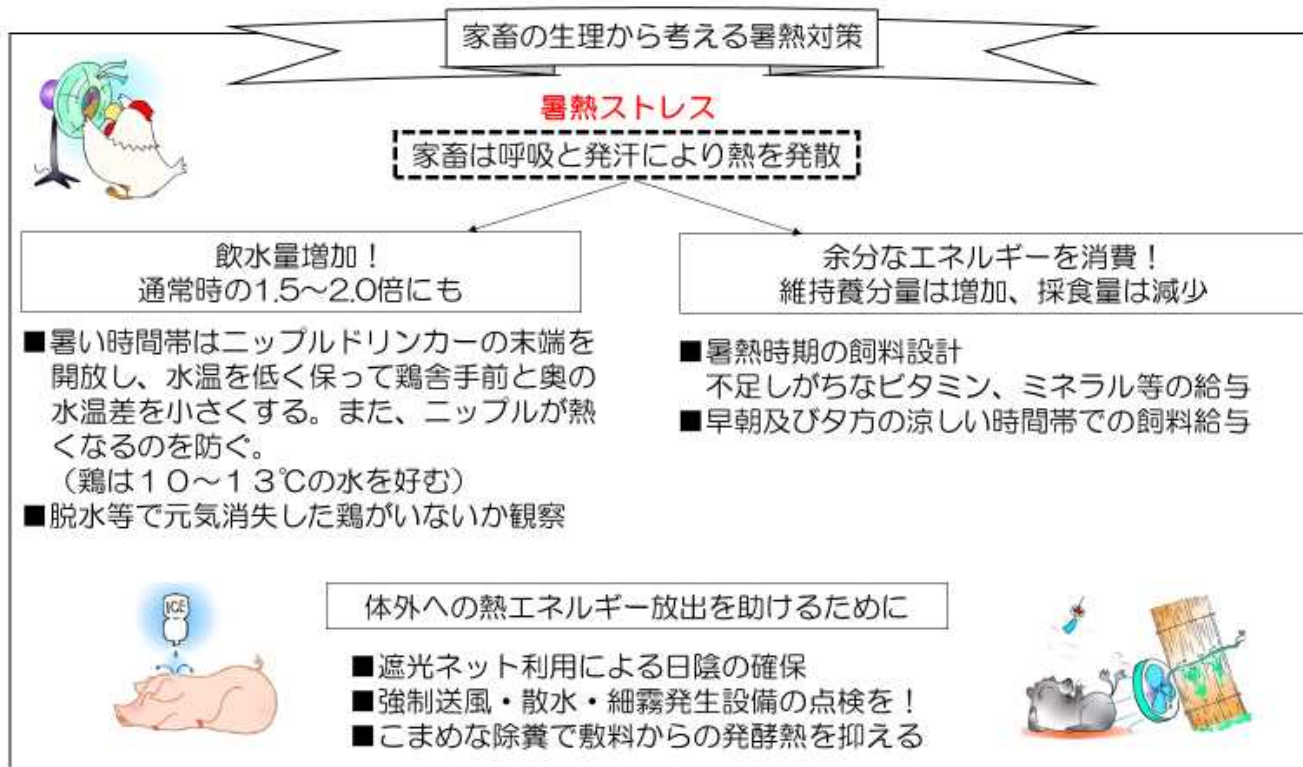 家畜の生理から考える暑熱対策
暑熱ストレス
家畜は呼吸と発汗により熱を発散
飲水量増加!
通常時の1.5～2.0倍にも
■暑い時間帯はニップルドリンカーの末端を
開放し、水温を低く保って鶏舎手前と奥の
水温差を小さくする。また、ニップルが熱
くなるのを防ぐ。
(鶏は10～13℃の水を好む)
■脱水等で元気消失した鶏がいないか観察
余分なエネルギーを消費!
維持養分量は増加、採食量は減少
■暑熱時期の飼料設計
不足しがちなビタミン、ミネラル等の給与
■早朝及び夕方の涼しい時間帯での飼料給与
ICE
体外への熱エネルギー放出を助けるために
■遮光ネット利用による日陰の確保
■強制送風・散水・細霧発生設備の点検を!
■こまめな除糞で敷料からの発酵熱を抑える